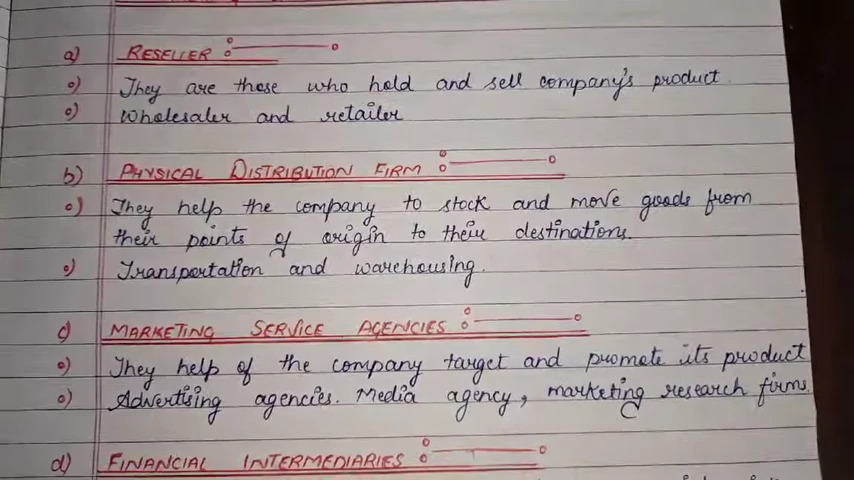 a) RESELLER
o) They are those who hold and sell company's product
o) Wholesaler and retailer
b) PHYSICAL DISTRIBUTION FIRM
o) They help the company to stock and move goods from
their points of origin to their destinations.
o) Transportation and warehousing.
c) MARKETING SERVICE AGENCIES
o) They help of the company target and promote its product
o) Advertising agencies. Media agency, marketing research firms.
d) FINANCIAL INTERMEDIARIES